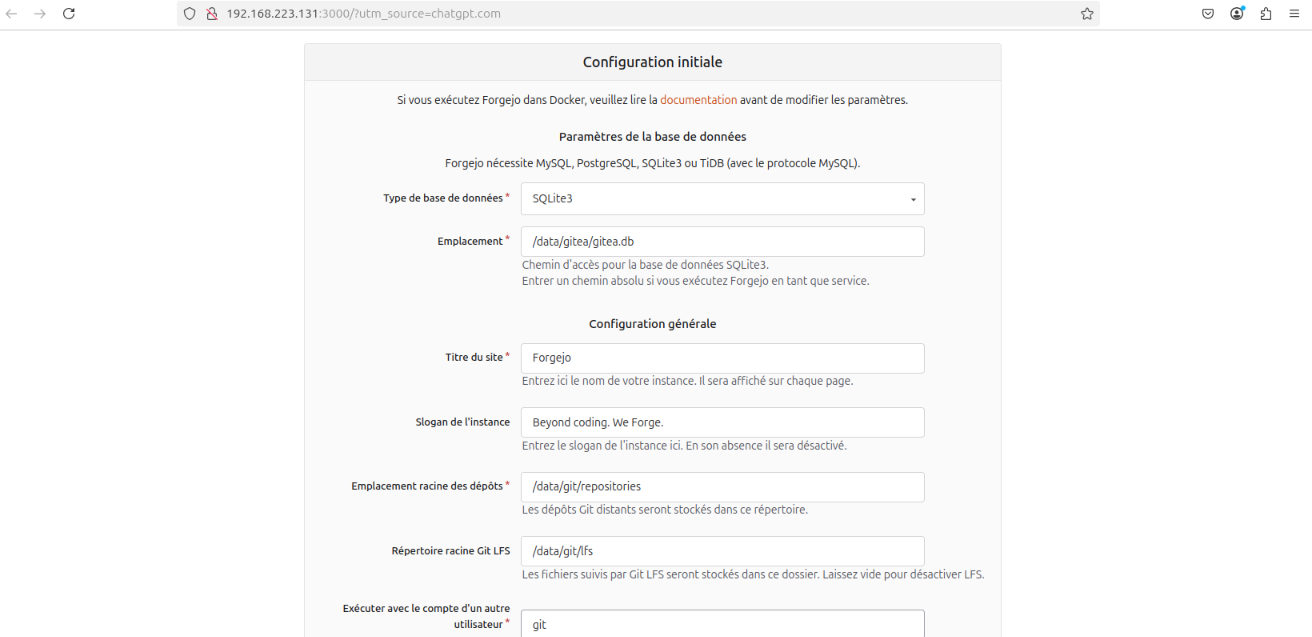 192.168.223.131:3000/?utm_source=chatgpt.com
Configuration initiale
Si vous exécutez Forgejo dans Docker, veuillez lire la documentation avant de modifier les paramètres.
Paramètres de la base de données
Forgejo nécessite MySQL, PostgreSQL, SQLite3 ou TiDB (avec le protocole MySQL).
Type de base de données *
SQLite3
Emplacement *
/data/gitea/gitea.db
Chemin d'accès pour la base de données SQLite3.
Entrer un chemin absolu si vous exécutez Forgejo en tant que service.
Configuration générale
Titre du site *
Forgejo
Entrez ici le nom de votre instance. Il sera affiché sur chaque page.
Slogan de l'instance
Beyond coding. We Forge.
Entrez le slogan de l'instance ici. En son absence il sera désactivé.
Emplacement racine des dépôts *
/data/git/repositories
Les dépôts Git distants seront stockés dans ce répertoire.
Répertoire racine Git LFS
/data/git/lfs
Les fichiers suivis par Git LFS seront stockés dans ce dossier. Laissez vide pour désactiver LFS.
Exécuter avec le compte d'un autre
utilisateur *
git